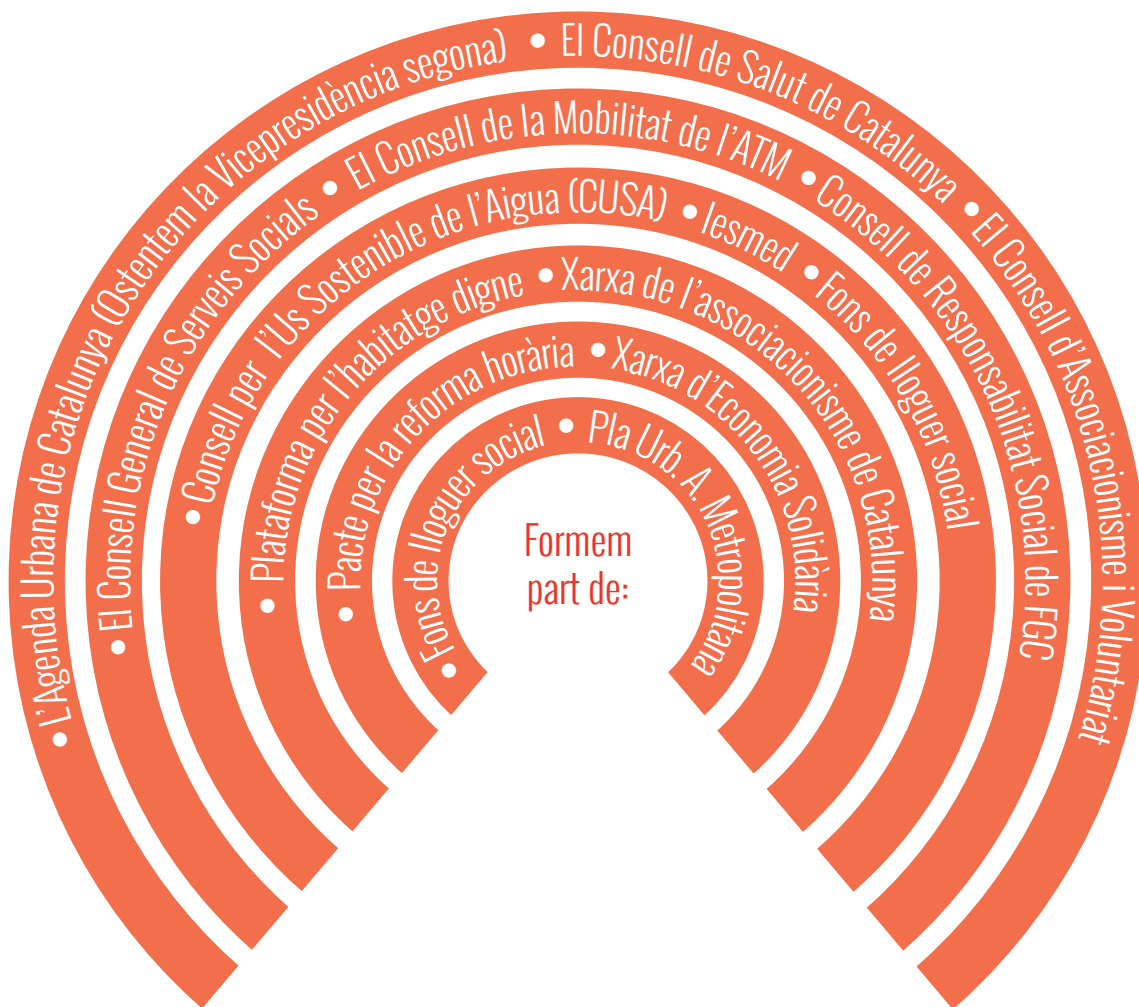 • L'Agenda Urbana de Catalunya (Ostentem la Vicepresidència segona) • El Consell de Salut de Catalunya • El Consell d'Associacionisme i Voluntariat
• El Consell General de Serveis Socials • El Consell de la Mobilitat de l'ATM • Consell de Responsabilitat Social de FGC
• Consell per l'Us Sostenible de l'Aigua (CUSA) • Iesmed • Fons de lloguer social
• Plataforma per l'habitatge digne • Xarxa de l'associacionisme de Catalunya
• Pacte per la reforma horària • Xarxa d'Economia Solidària
• Fons de lloguer social • Pla Urb. A. Metropolitana
Formem
part de: